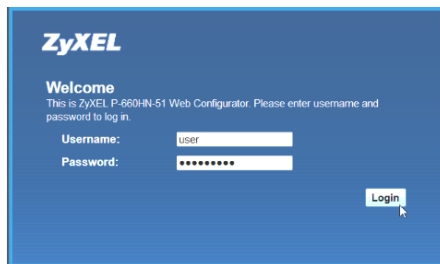 ZyXEL
Welcome
This is ZyXEL P-660HN-51 Web Configurator. Please enter username and
password to log in.
Username:
user
Password:
•••••••••
Login